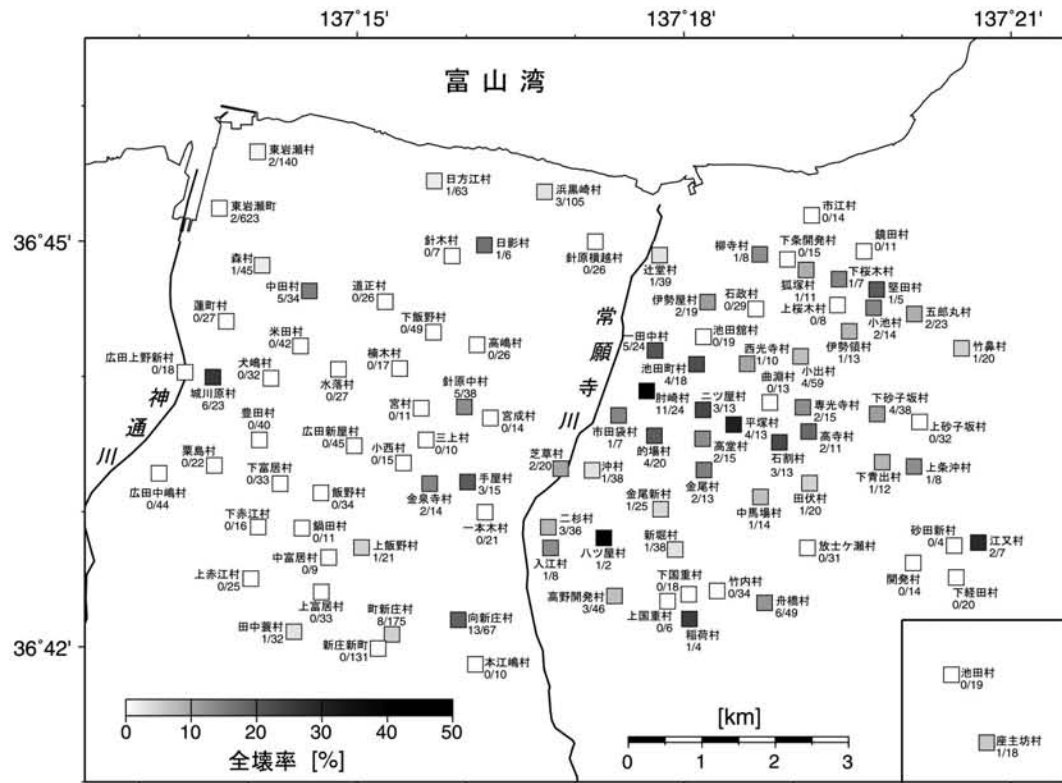 137°15'
137°18'
137°21'
富山湾
36°45'
36°42'
東岩瀬村
2/140
日方江村
1/63
浜黒崎村
3/105
東岩瀬町
2/623
市江村
0/14
針木村
0/7
日影村
1/6
針原横越村
0/26
辻堂村
1/39
柳寺村
1/8
下条開発村
0/15
鏡田村
0/11
森村
1/45
中田村
5/34
道正村
0/26
狐塚村
1/11
下桜木村
1/7
堅田村
1/5
蓮町村
0/27
下飯野村
0/49
伊勢屋村
2/19
石政村
0/29
上桜木村
0/8
小池村
2/14
五郎丸村
2/23
米田村
0/42
高嶋村
0/26
池田舘村
0/19
伊勢領村
1/13
竹鼻村
1/20
広田上野新村
0/18
犬嶋村
0/32
水落村
0/27
楠木村
0/17
一田中村
5/24
池田町村
4/18
西光寺村
1/10
小出村
4/59
城川原村
6/23
針原中村
5/38
肘崎村
11/24
曲淵村
0/13
宮村
0/11
宮成村
0/14
市田袋村
1/7
二ツ屋村
3/13
平塚村
4/13
専光寺村
2/15
下砂子坂村
4/38
上砂子坂村
0/32
豊田村
0/40
広田新屋村
0/45
三上村
0/10
的場村
4/20
高堂村
2/15
石割村
3/13
高寺村
2/11
粟島村
0/22
小西村
0/15
芝草村
2/20
沖村
1/38
金尾村
2/13
下青出村
1/12
上条沖村
1/8
広田中嶋村
0/44
下富居村
0/33
飯野村
0/34
金泉寺村
2/14
手屋村
3/15
中馬場村
1/14
田伏村
1/20
下赤江村
0/16
鍋田村
0/11
一本木村
0/21
金尾新村
1/25
二杉村
3/36
八ツ屋村
1/2
新堀村
1/38
放士ケ瀬村
0/31
砂田新村
0/4
江又村
2/7
中富居村
0/9
上飯野村
1/21
入江村
1/8
上赤江村
0/25
上富居村
0/33
高野開発村
3/46
下国重村
0/18
竹内村
0/34
開発村
0/14
下経田村
0/20
上国重村
0/6
舟橋村
6/49
田中蓑村
1/32
町新庄村
8/175
向新庄村
13/67
稲荷村
1/4
新庄新町
0/131
本江嶋村
0/10
池田村
0/19
座主坊村
1/18
神通川
常願寺川
0 10 20 30 40 50
全壊率 [%]
[km]
0 1 2 3